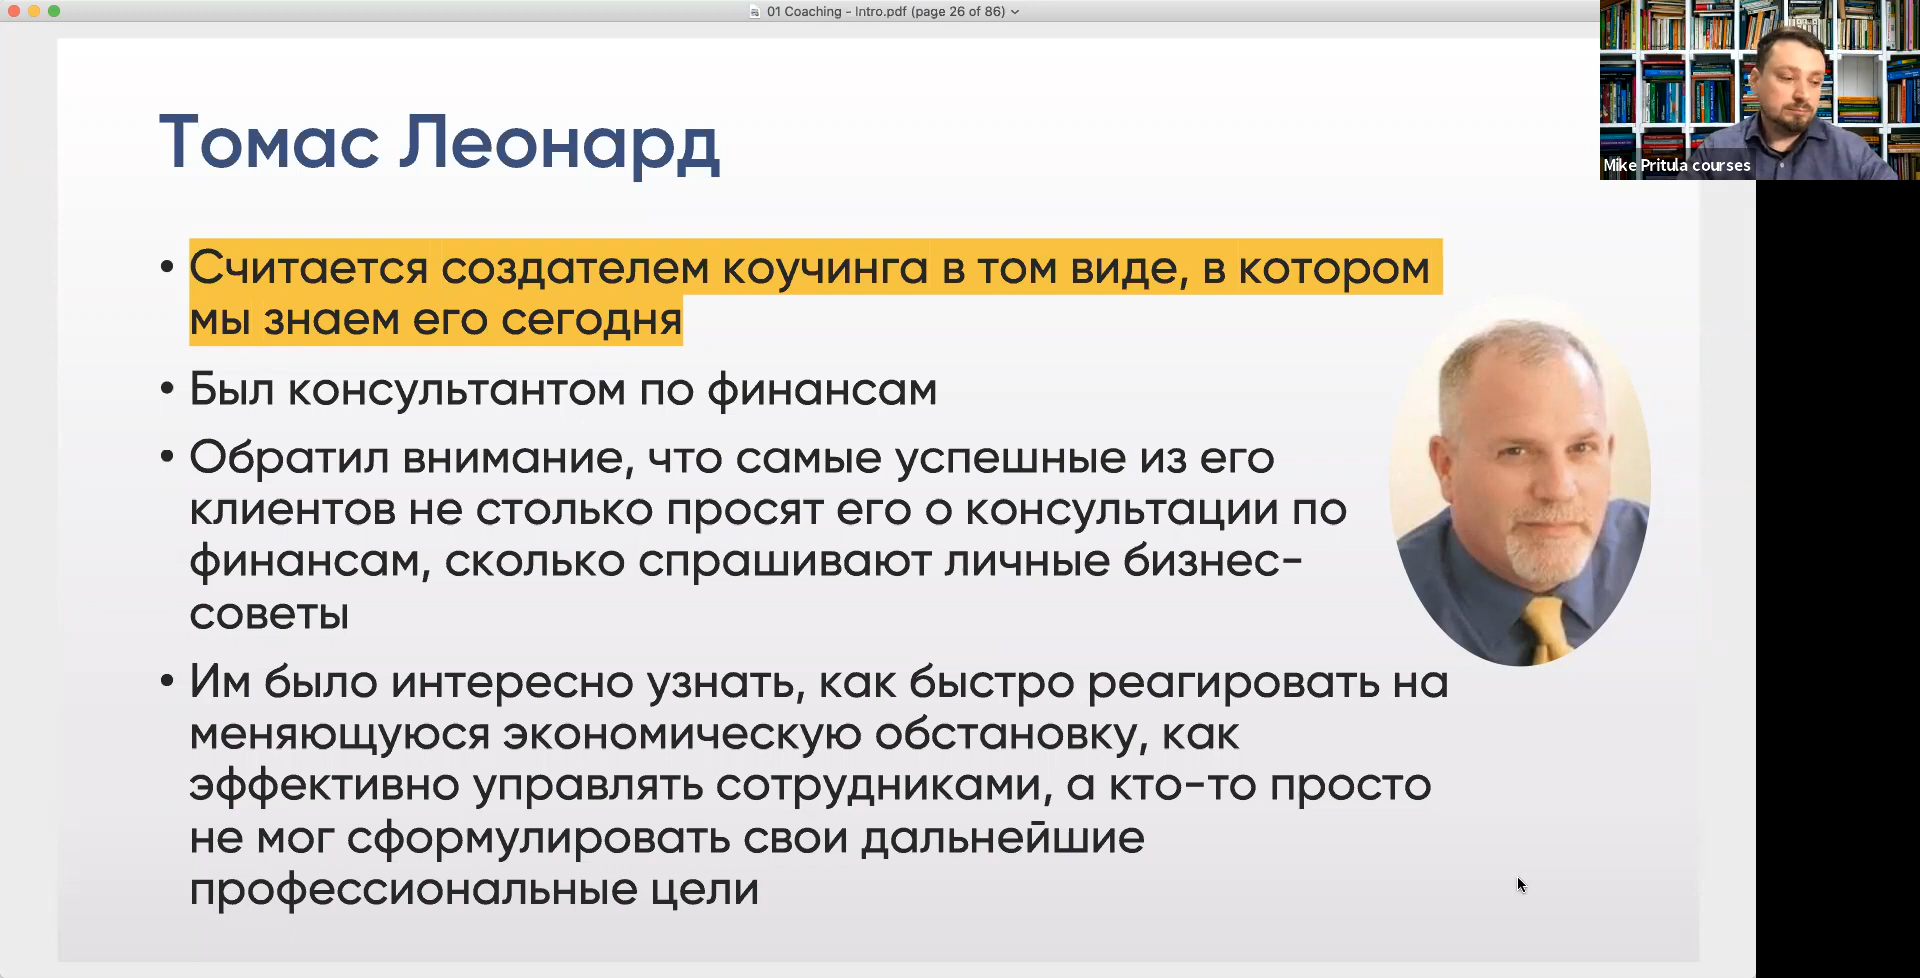 01 Coaching - Intro.pdf (page 26 of 86)
Mike Pritula courses
Томас Леонард
• Считается создателем коучинга в том виде, в котором
мы знаем его сегодня
• Был консультантом по финансам
• Обратил внимание, что самые успешные из его
клиентов не столько просят его о консультации по
финансам, сколько спрашивают личные бизнес-
советы
• Им было интересно узнать, как быстро реагировать на
меняющуюся экономическую обстановку, как
эффективно управлять сотрудниками, а кто-то просто
не мог сформулировать свои дальнейшие
профессиональные цели